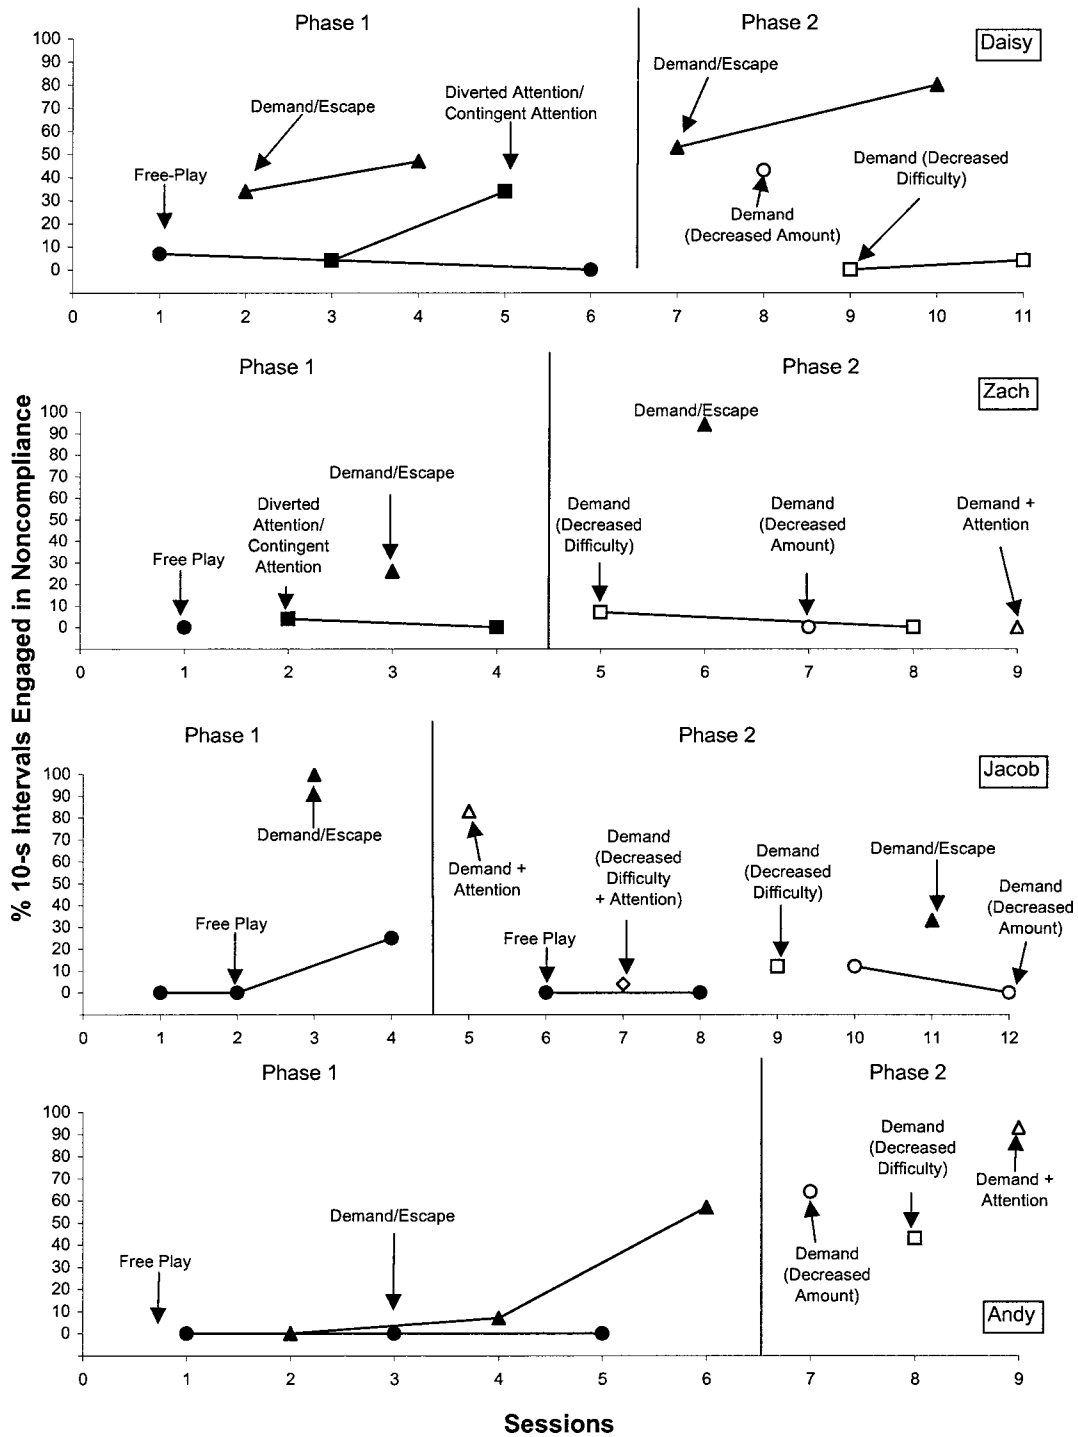 Phase 1
Phase 2
Daisy
100
90
80
70
60
50
40
30
20
10
0
Free-Play
Demand/Escape
Diverted Attention/
Contingent Attention
Demand/Escape
Demand
(Decreased Amount)
Demand (Decreased
Difficulty)
0 1 2 3 4 5 6 7 8 9 10 11
Phase 1
Phase 2
Zach
100
90
80
70
60
50
40
30
20
10
0
Free Play
Diverted
Attention/
Contingent
Attention
Demand/Escape
Demand
(Decreased
Difficulty)
Demand/Escape
Demand
(Decreased
Amount)
Demand +
Attention
0 1 2 3 4 5 6 7 8 9
% 10-s Intervals Engaged in Noncompliance
Phase 1
Phase 2
Jacob
100
90
80
70
60
50
40
30
20
10
0
Free Play
Demand/Escape
Demand +
Attention
Free Play
Demand
(Decreased
Difficulty
+ Attention)
Demand
(Decreased
Difficulty)
Demand/Escape
Demand
(Decreased
Amount)
0 1 2 3 4 5 6 7 8 9 10 11 12
Phase 1
Phase 2
100
90
80
70
60
50
40
30
20
10
0
Free Play
Demand/Escape
Demand
(Decreased
Amount)
Demand
(Decreased
Difficulty)
Demand +
Attention
Andy
0 1 2 3 4 5 6 7 8 9
Sessions